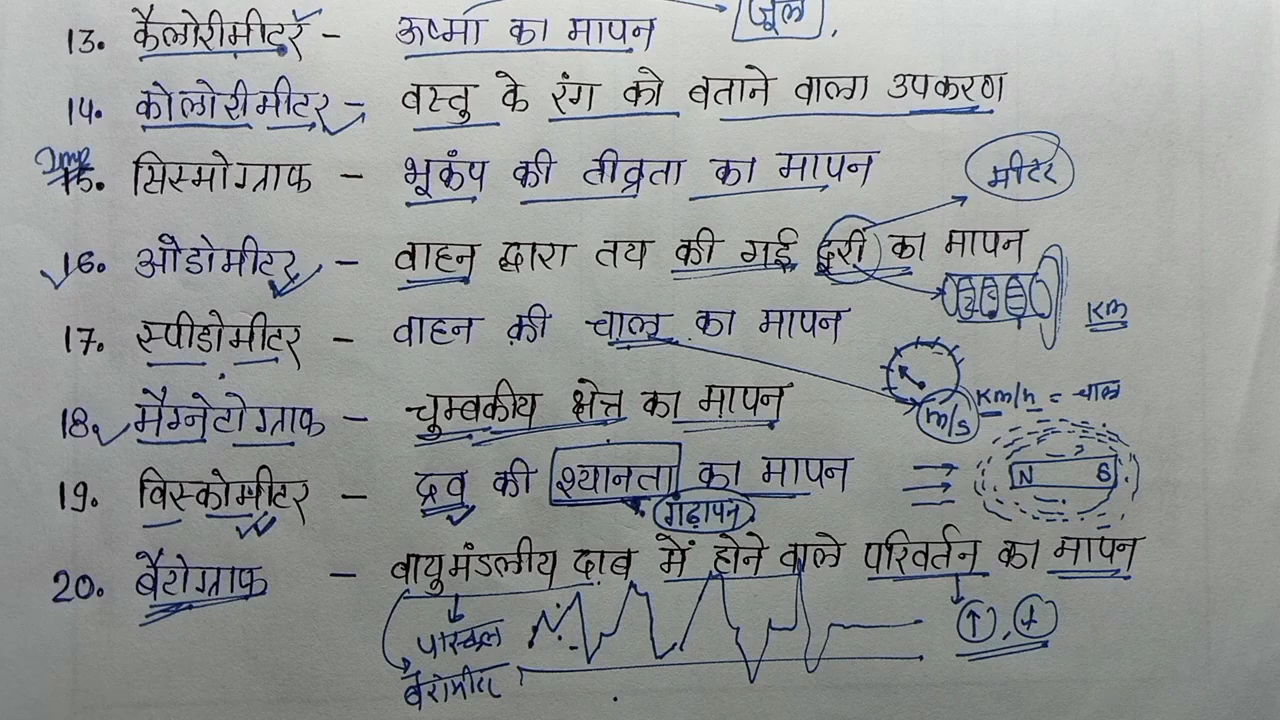 जूल
13. कैलोरीमीटर - ऊष्मा का मापन
14. कोलोरीमीटर - वस्तु के रंग को बताने वाला उपकरण
Imp
15. सिस्मोग्राफ - भूकंप की तीव्रता का मापन
मीटर
16. ओडोमीटर - वाहन द्वारा तय की गई दूरी का मापन
Km
17. स्पीडोमीटर - वाहन की चाल का मापन
Km/h = चाल
m/s
18. मैग्नेटोग्राफ - चुम्बकीय क्षेत्र का मापन
19. विस्कोमीटर - द्रव की श्यानता का मापन
N S
गाढ़ापन
20. बैरोग्राफ - वायुमंडलीय दाब में होने वाले परिवर्तन का मापन
पास्कल
बैरोमीटर